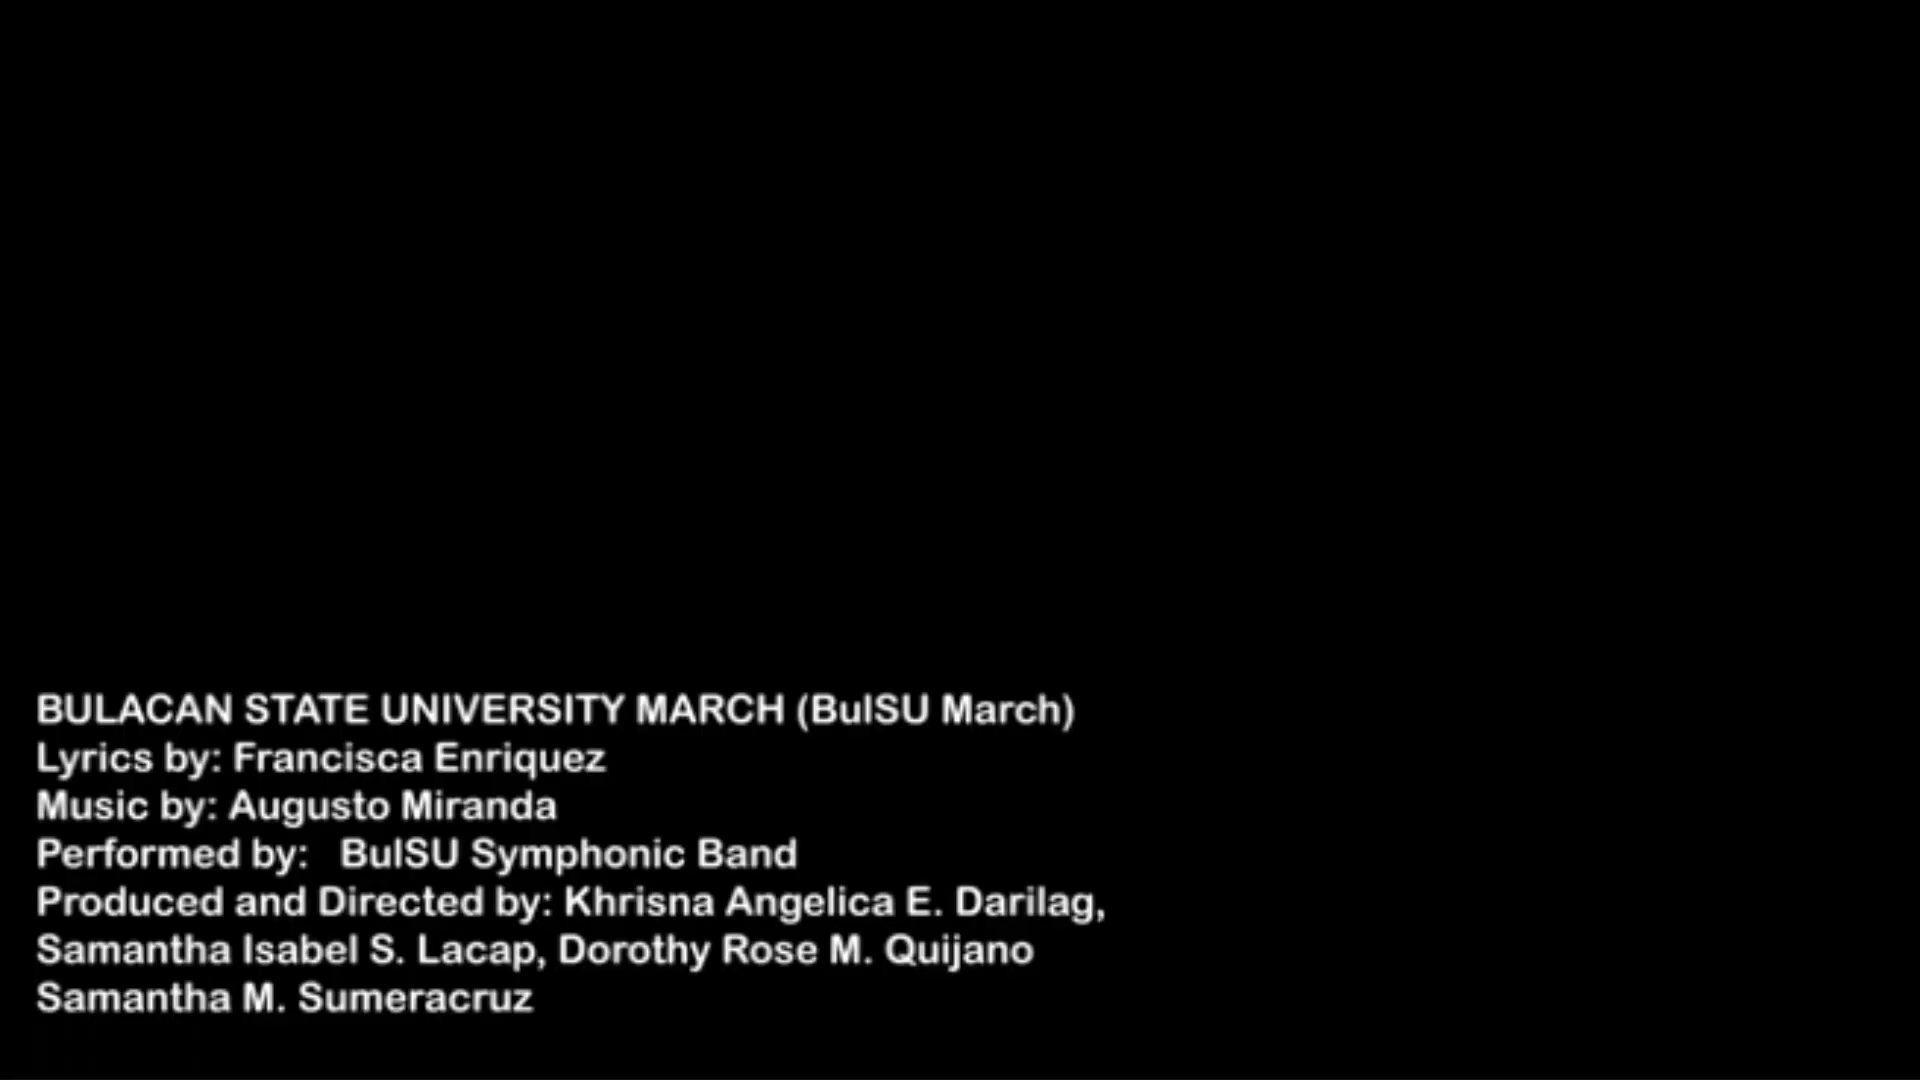 BULACAN STATE UNIVERSITY MARCH (BulSU March)
Lyrics by: Francisca Enriquez
Music by: Augusto Miranda
Performed by:   BulSU Symphonic Band
Produced and Directed by: Khrisna Angelica E. Darilag,
Samantha Isabel S. Lacap, Dorothy Rose M. Quijano
Samantha M. Sumeracruz